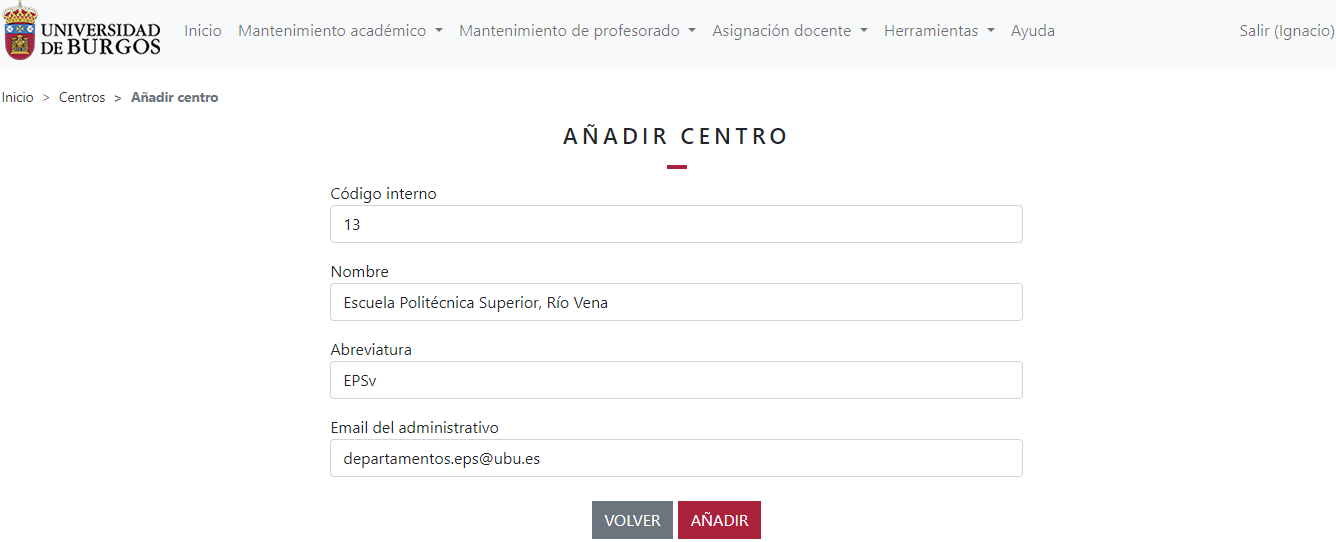 UNIVERSIDAD
DE BURGOS
Inicio Mantenimiento académico Mantenimiento de profesorado Asignación docente Herramientas Ayuda Salir (Ignacio)
Inicio > Centros > Añadir centro
AÑADIR CENTRO
Código interno
13
Nombre
Escuela Politécnica Superior, Río Vena
Abreviatura
EPSv
Email del administrativo
departamentos.eps@ubu.es
VOLVER AÑADIR